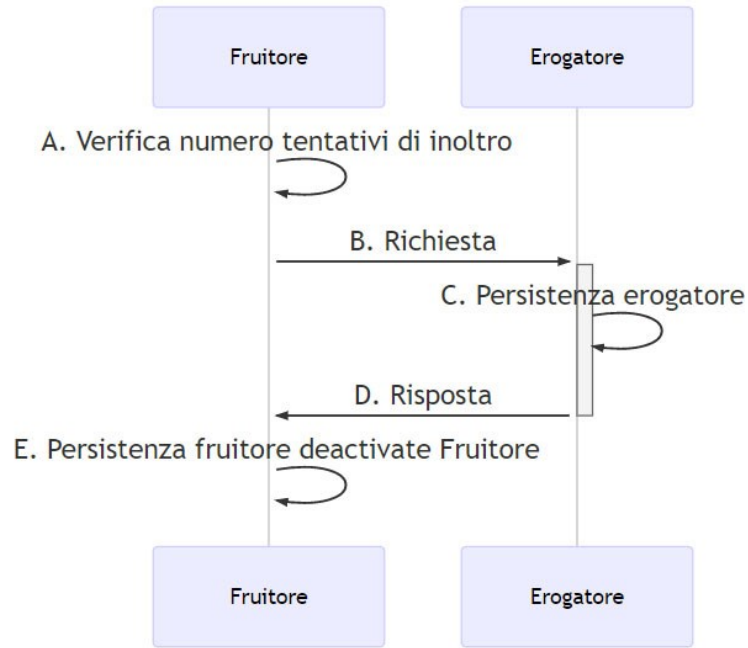 Fruitore
Erogatore
A. Verifica numero tentativi di inoltro
B. Richiesta
C. Persistenza erogatore
D. Risposta
E. Persistenza fruitore deactivate Fruitore
Fruitore
Erogatore